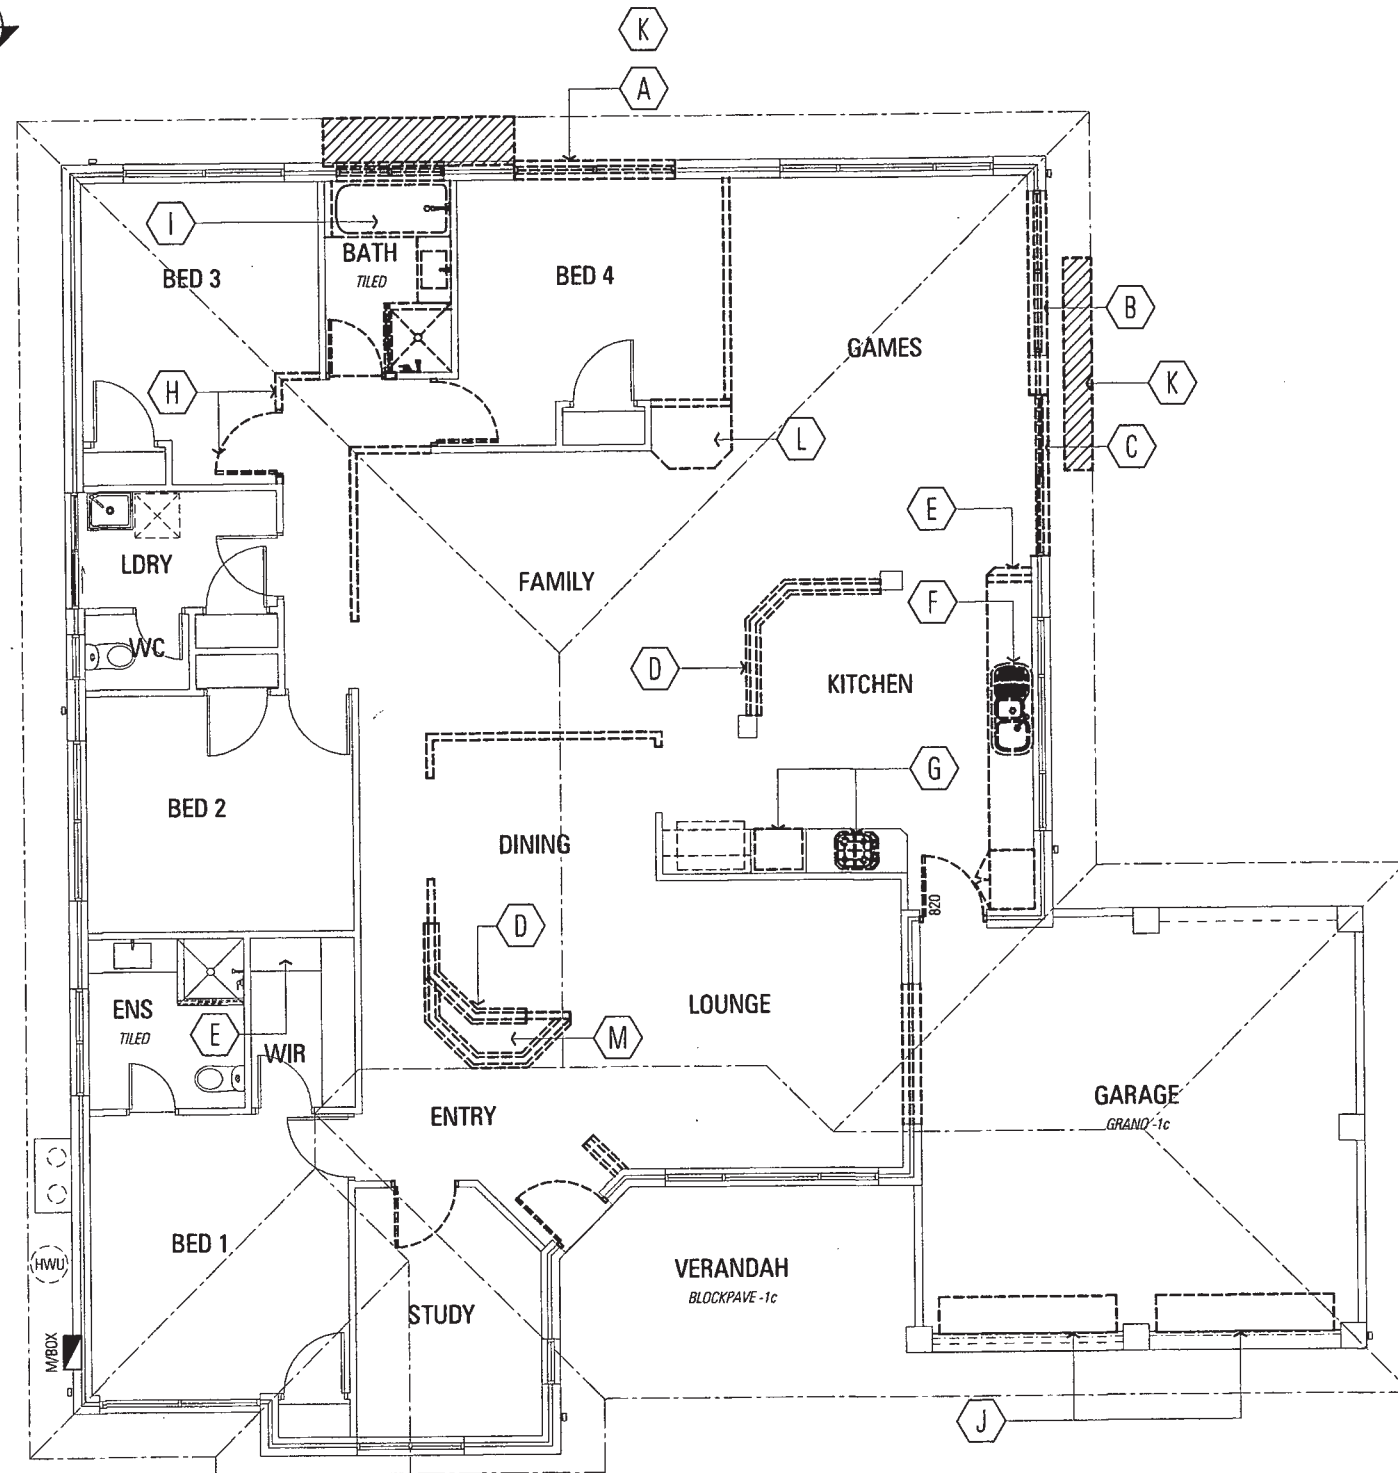 K
A
I
BATH
TILED
BED 3
BED 4
B
GAMES
K
H
L
C
E
LDRY
FAMILY
F
WC
D
KITCHEN
G
BED 2
DINING
820
D
ENS
TILED
E
WIR
LOUNGE
M
GARAGE
GRANO -1c
ENTRY
BED 1
HWU
VERANDAH
BLOCKPAVE -1c
STUDY
M/BOX
J